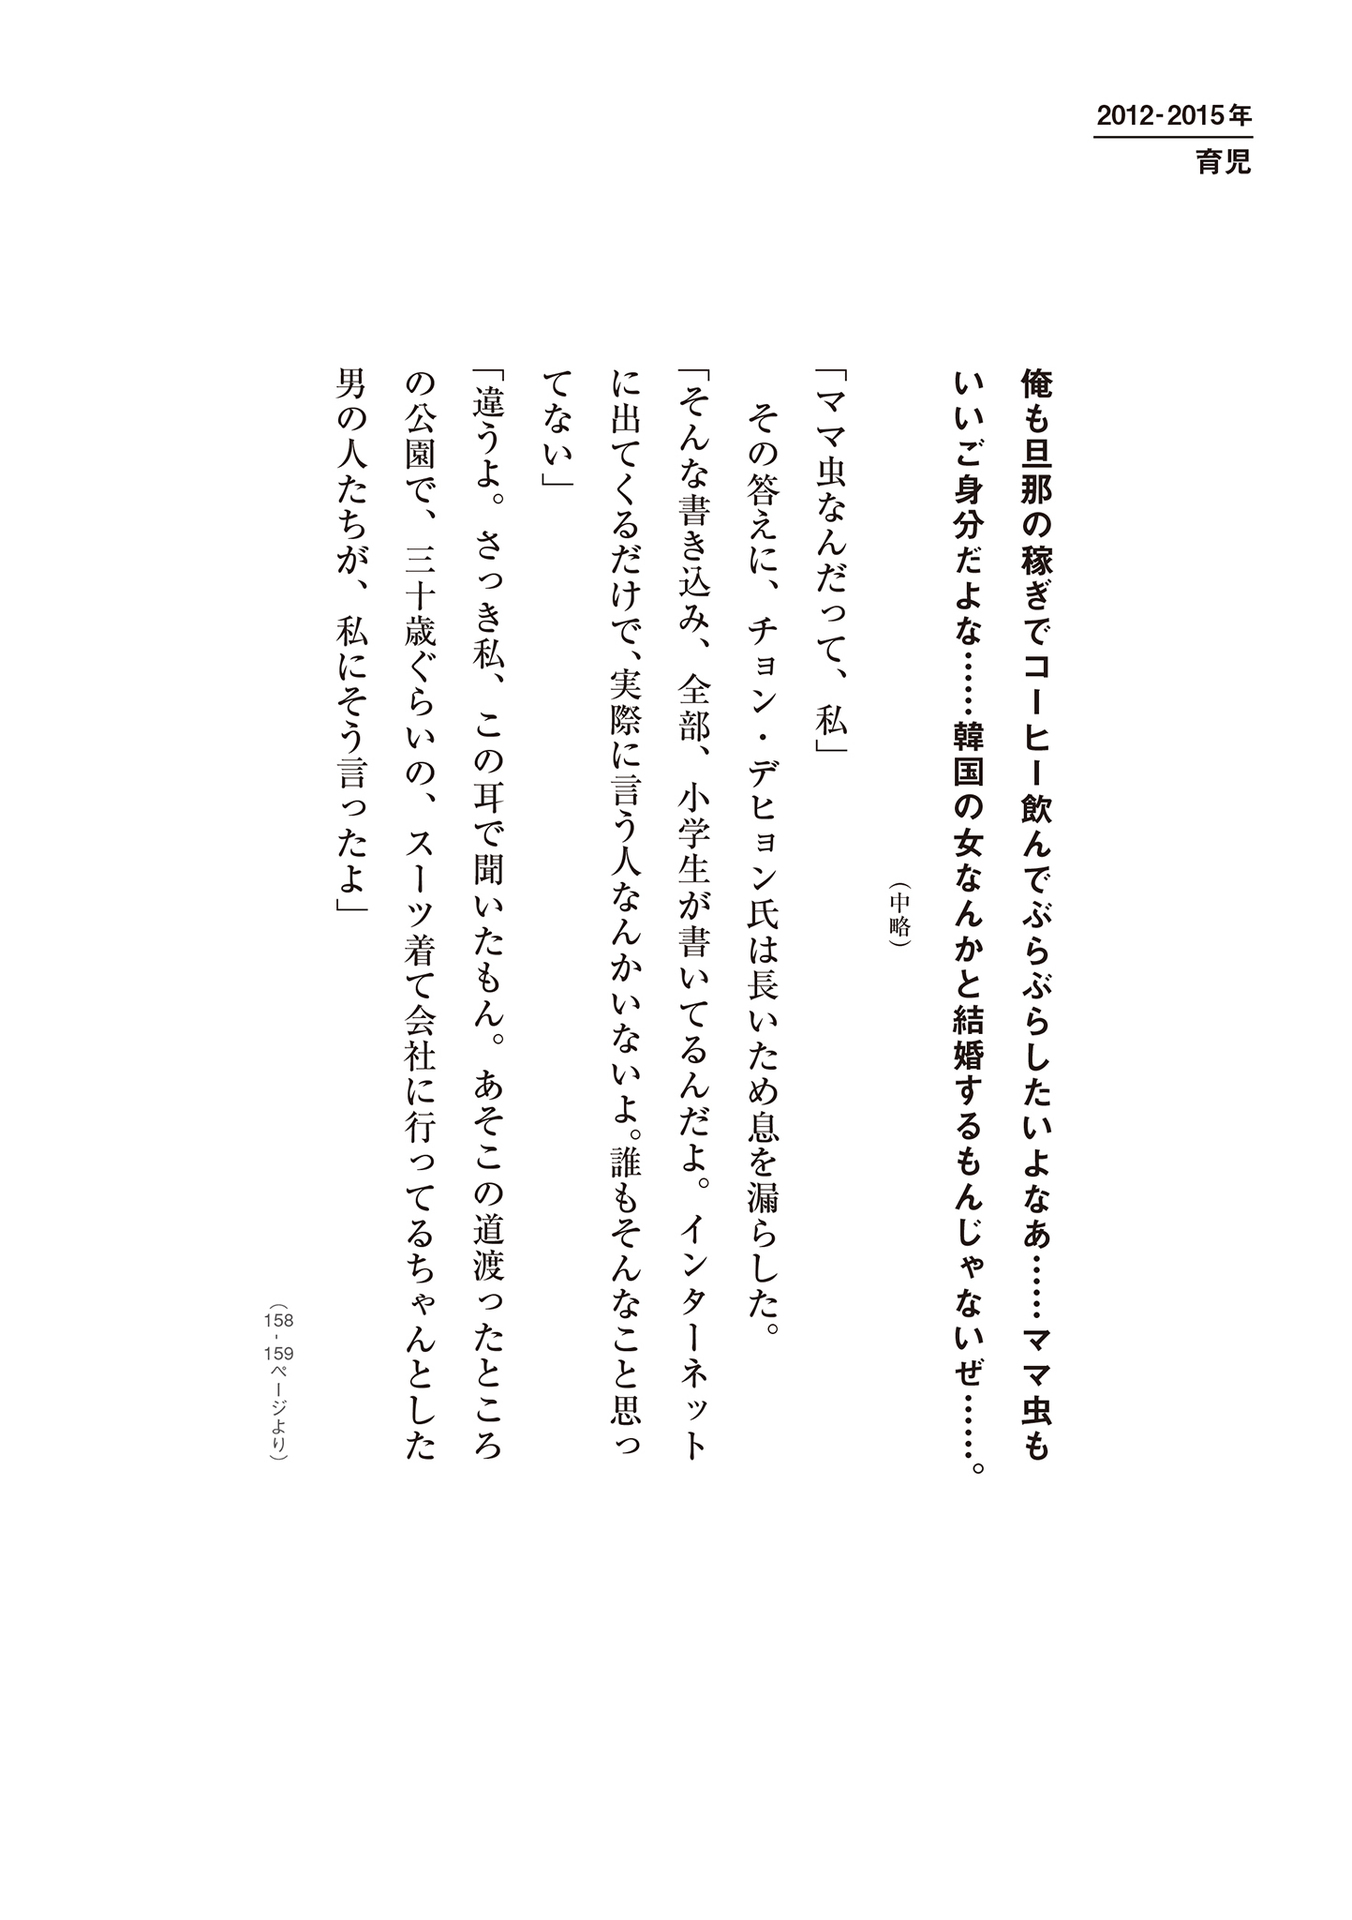 2012-2015年
育児
俺も旦那の稼ぎでコーヒー飲んでぶらぶらしたいよなあ……ママ虫も
いいご身分だよな……韓国の女なんかと結婚するもんじゃないぜ……。
（中略）
「ママ虫なんだって、私」
その答えに、チョン・デヒョン氏は長いため息を漏らした。
「そんな書き込み、全部、小学生が書いてるんだよ。インターネット
に出てくるだけで、実際に言う人なんかいないよ。誰もそんなこと思っ
てない」
「違うよ。さっき私、この耳で聞いたもん。あそこの道渡ったところ
の公園で、三十歳ぐらいの、スーツ着て会社に行ってるちゃんとした
男の人たちが、私にそう言ったよ」
（158-159ページより）